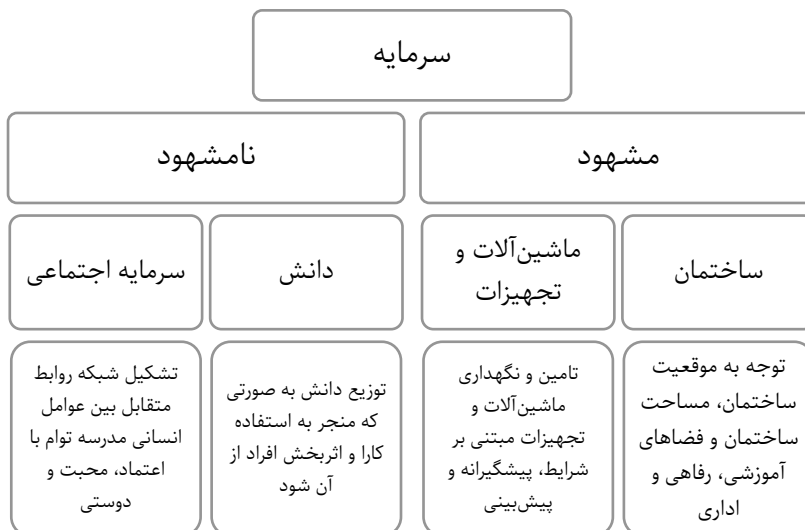 سرمایه
مشهود
نامشهود
ساختمان
ماشین‌آلات و
تجهیزات
دانش
سرمایه اجتماعی
توجه به موقعیت
ساختمان، مساحت
ساختمان و فضاهای
آموزشی، رفاهی و
اداری
تامین و نگهداری
ماشین‌آلات و
تجهیزات مبتنی بر
شرایط، پیشگیرانه و
پیش‌بینی
توزیع دانش به صورتی
که منجر به استفاده
کارا و اثربخش افراد از
آن شود
تشکیل شبکه روابط
متقابل بین عوامل
انسانی مدرسه توام با
اعتماد، محبت و
دوستی